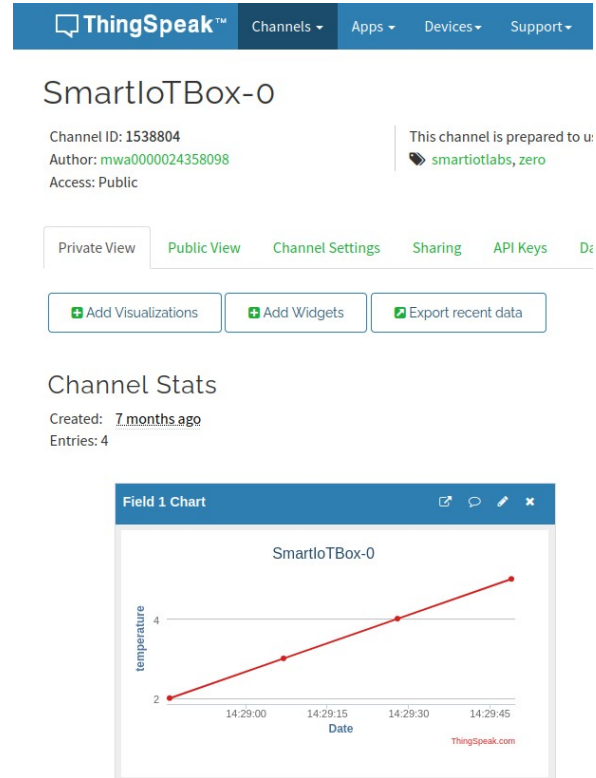 ThingSpeak™ Channels Apps Devices Support
SmartIoTBox-0
Channel ID: 1538804
Author: mwa0000024358098
Access: Public
This channel is prepared to
smartiotlabs, zero
Private View Public View Channel Settings Sharing API Keys
Add Visualizations Add Widgets Export recent data
Channel Stats
Created: 7 months ago
Entries: 4
Field 1 Chart
SmartIoTBox-0
temperature
4
2
14:29:00 14:29:15 14:29:30 14:29:45
Date
ThingSpeak.com